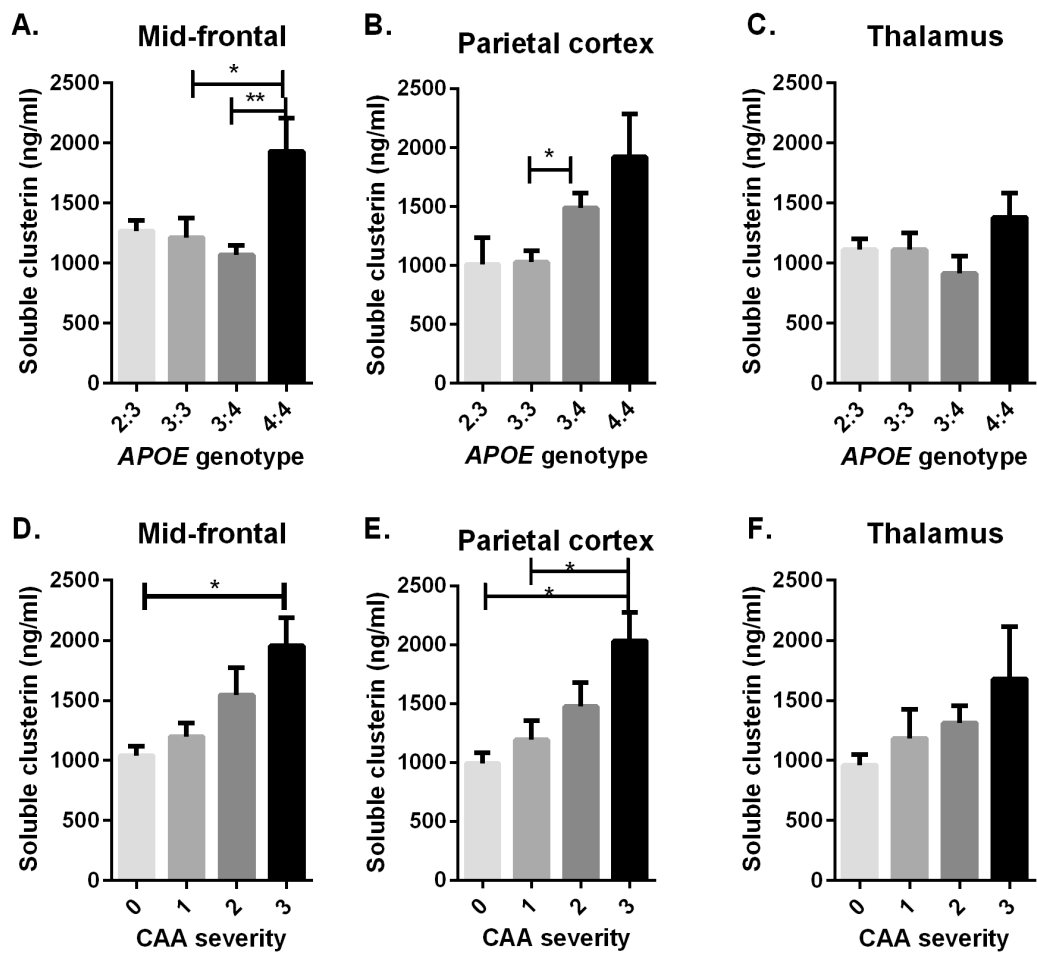 A.
Mid-frontal
Soluble clusterin (ng/ml)
2500
2000
1500
1000
500
0
*
**
2:3
3:3
3:4
4:4
APOE genotype
B.
Parietal cortex
Soluble clusterin (ng/ml)
2500
2000
1500
1000
500
0
*
2:3
3:3
3:4
4:4
APOE genotype
C.
Thalamus
Soluble clusterin (ng/ml)
2500
2000
1500
1000
500
0
2:3
3:3
3:4
4:4
APOE genotype
D.
Mid-frontal
Soluble clusterin (ng/ml)
2500
2000
1500
1000
500
0
*
0
1
2
3
CAA severity
E.
Parietal cortex
Soluble clusterin (ng/ml)
2500
2000
1500
1000
500
0
*
*
0
1
2
3
CAA severity
F.
Thalamus
Soluble clusterin (ng/ml)
2500
2000
1500
1000
500
0
0
1
2
3
CAA severity